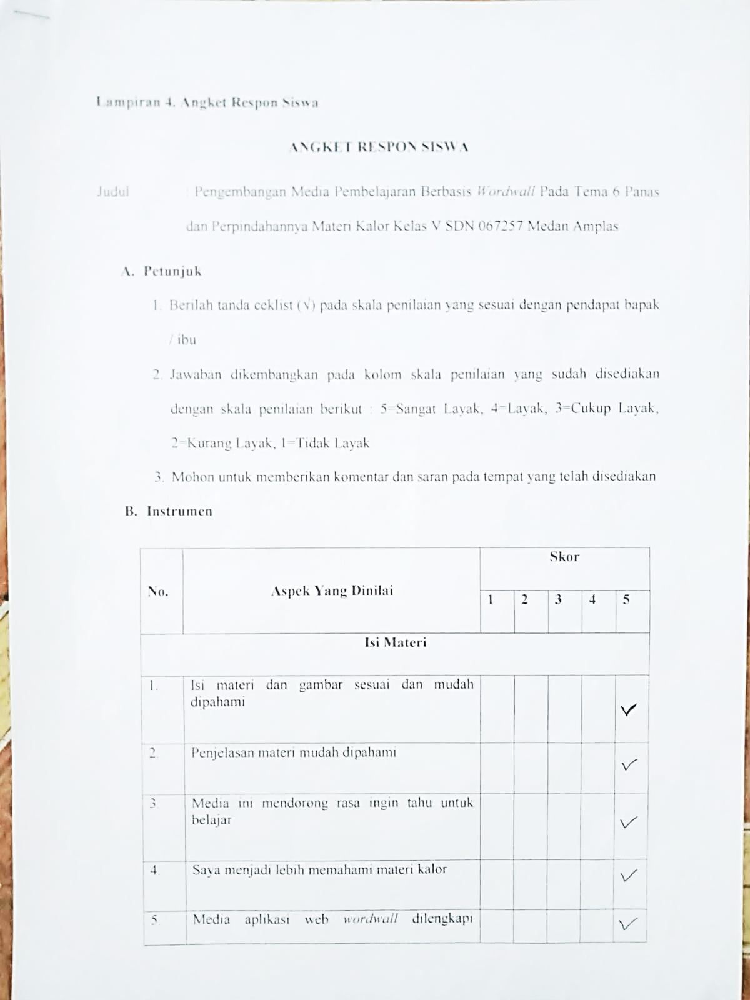 Lampiran 4. Angket Respon Siswa
ANGKET RESPON SISWA
Judul : Pengembangan Media Pembelajaran Berbasis Wordwall Pada Tema 6 Panas
dan Perpindahannya Materi Kalor Kelas V SDN 067257 Medan Amplas
A. Petunjuk
1. Berilah tanda ceklist (√) pada skala penilaian yang sesuai dengan pendapat bapak
/ ibu
2. Jawaban dikembangkan pada kolom skala penilaian yang sudah disediakan
dengan skala penilaian berikut : 5=Sangat Layak, 4=Layak, 3=Cukup Layak,
2=Kurang Layak, 1=Tidak Layak
3. Mohon untuk memberikan komentar dan saran pada tempat yang telah disediakan
B. Instrumen
Skor
No. Aspek Yang Dinilai
1 2 3 4 5
Isi Materi
1. Isi materi dan gambar sesuai dan mudah
dipahami
✓
2. Penjelasan materi mudah dipahami
✓
3. Media ini mendorong rasa ingin tahu untuk
belajar
✓
4. Saya menjadi lebih memahami materi kalor
✓
5. Media aplikasi web wordwall dilengkapi
✓